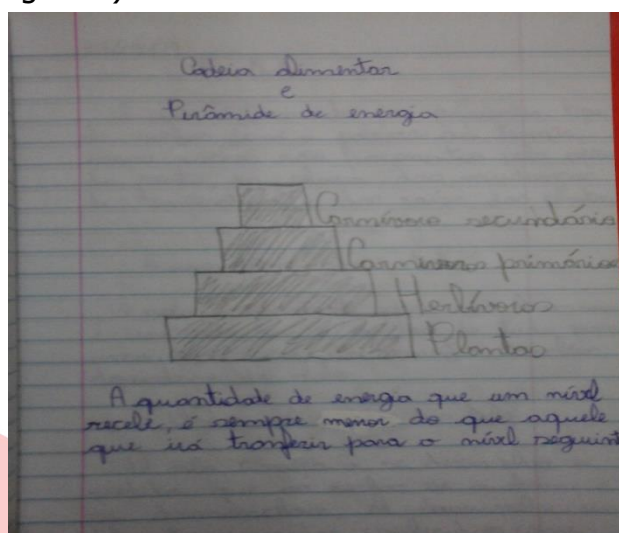 Cadeia alimentar
e
Pirâmide de energia
Carnívoro secundário
Carnívoros primários
Herbívoros
Plantas
A quantidade de energia que um nível
recebe, é sempre menor do que aquele
que irá tranferir para o nível seguint